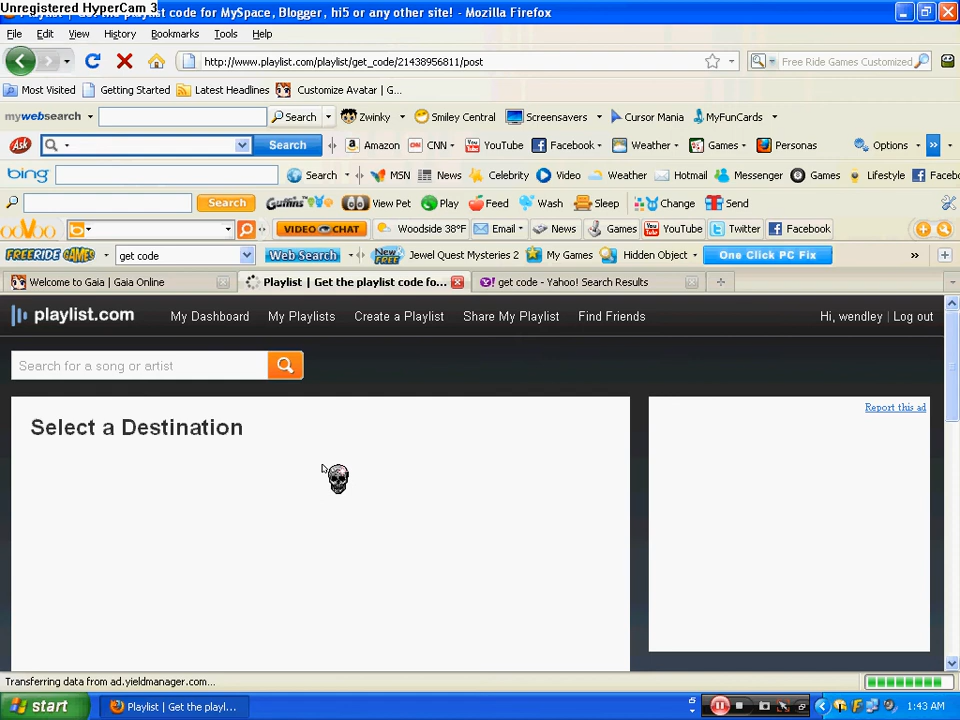 Unregistered HyperCam 3
playlist code for MySpace, Blogger, hi5 or any other site! - Mozilla Firefox
File Edit View History Bookmarks Tools Help
http://www.playlist.com/playlist/get_code/21438956811/post Free Ride Games Customized
Most Visited Getting Started Latest Headlines Customize Avatar | G...
mywebsearch Search Zwinky Smiley Central Screensavers Cursor Mania MyFunCards
Ask Search Amazon CNN YouTube Facebook Weather Games Personas Options »
bing Search MSN News Celebrity Video Weather Hotmail Messenger Games Lifestyle Facebo
Search Guffins View Pet Play Feed Wash Sleep Change Send
ooVoo b VIDEO CHAT Woodside 38°F Email News Games YouTube Twitter Facebook
FREERIDE GAMES get code Web Search New FREE Jewel Quest Mysteries 2 My Games Hidden Object One Click PC Fix »
Welcome to Gaia | Gaia Online Playlist | Get the playlist code fo... get code - Yahoo! Search Results
playlist.com My Dashboard My Playlists Create a Playlist Share My Playlist Find Friends Hi, wendley | Log out
Search for a song or artist
Report this ad
Select a Destination
Transferring data from ad.yieldmanager.com...
start Playlist | Get the playl... 1:43 AM